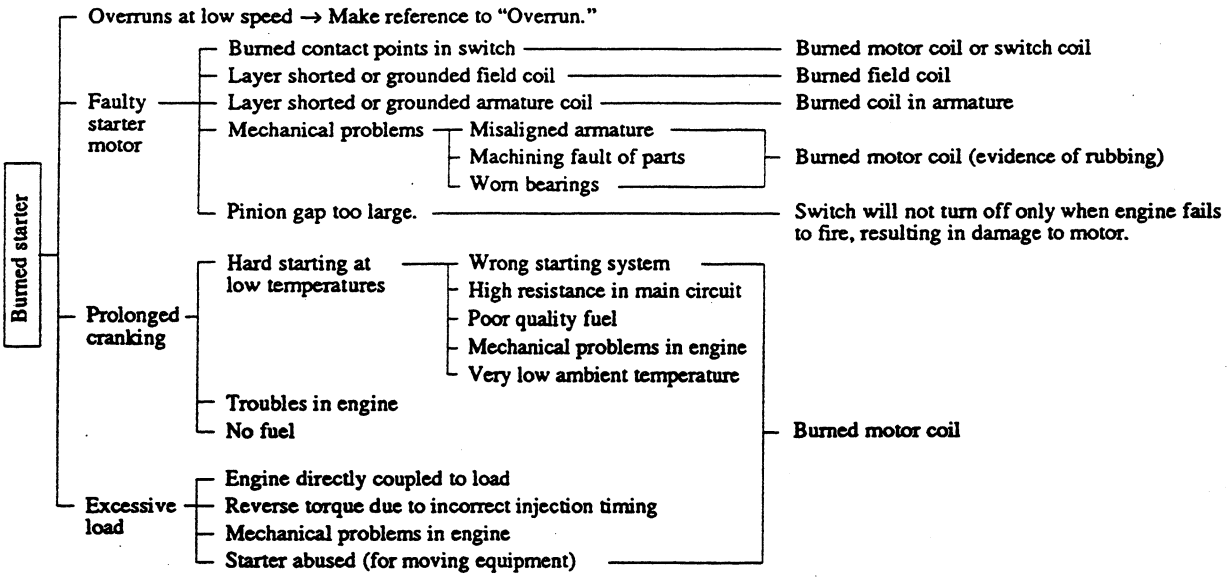 Overruns at low speed → Make reference to “Overrun.”
Burned contact points in switch
Burned motor coil or switch coil
Layer shorted or grounded field coil
Burned field coil
Faulty
starter
motor
Layer shorted or grounded armature coil
Burned coil in armature
Mechanical problems
Misaligned armature
Machining fault of parts
Worn bearings
Burned motor coil (evidence of rubbing)
Pinion gap too large.
Switch will not turn off only when engine fails
to fire, resulting in damage to motor.
Burned starter
Prolonged
cranking
Hard starting at
low temperatures
Wrong starting system
High resistance in main circuit
Poor quality fuel
Mechanical problems in engine
Very low ambient temperature
Troubles in engine
No fuel
Burned motor coil
Excessive
load
Engine directly coupled to load
Reverse torque due to incorrect injection timing
Mechanical problems in engine
Starter abused (for moving equipment)